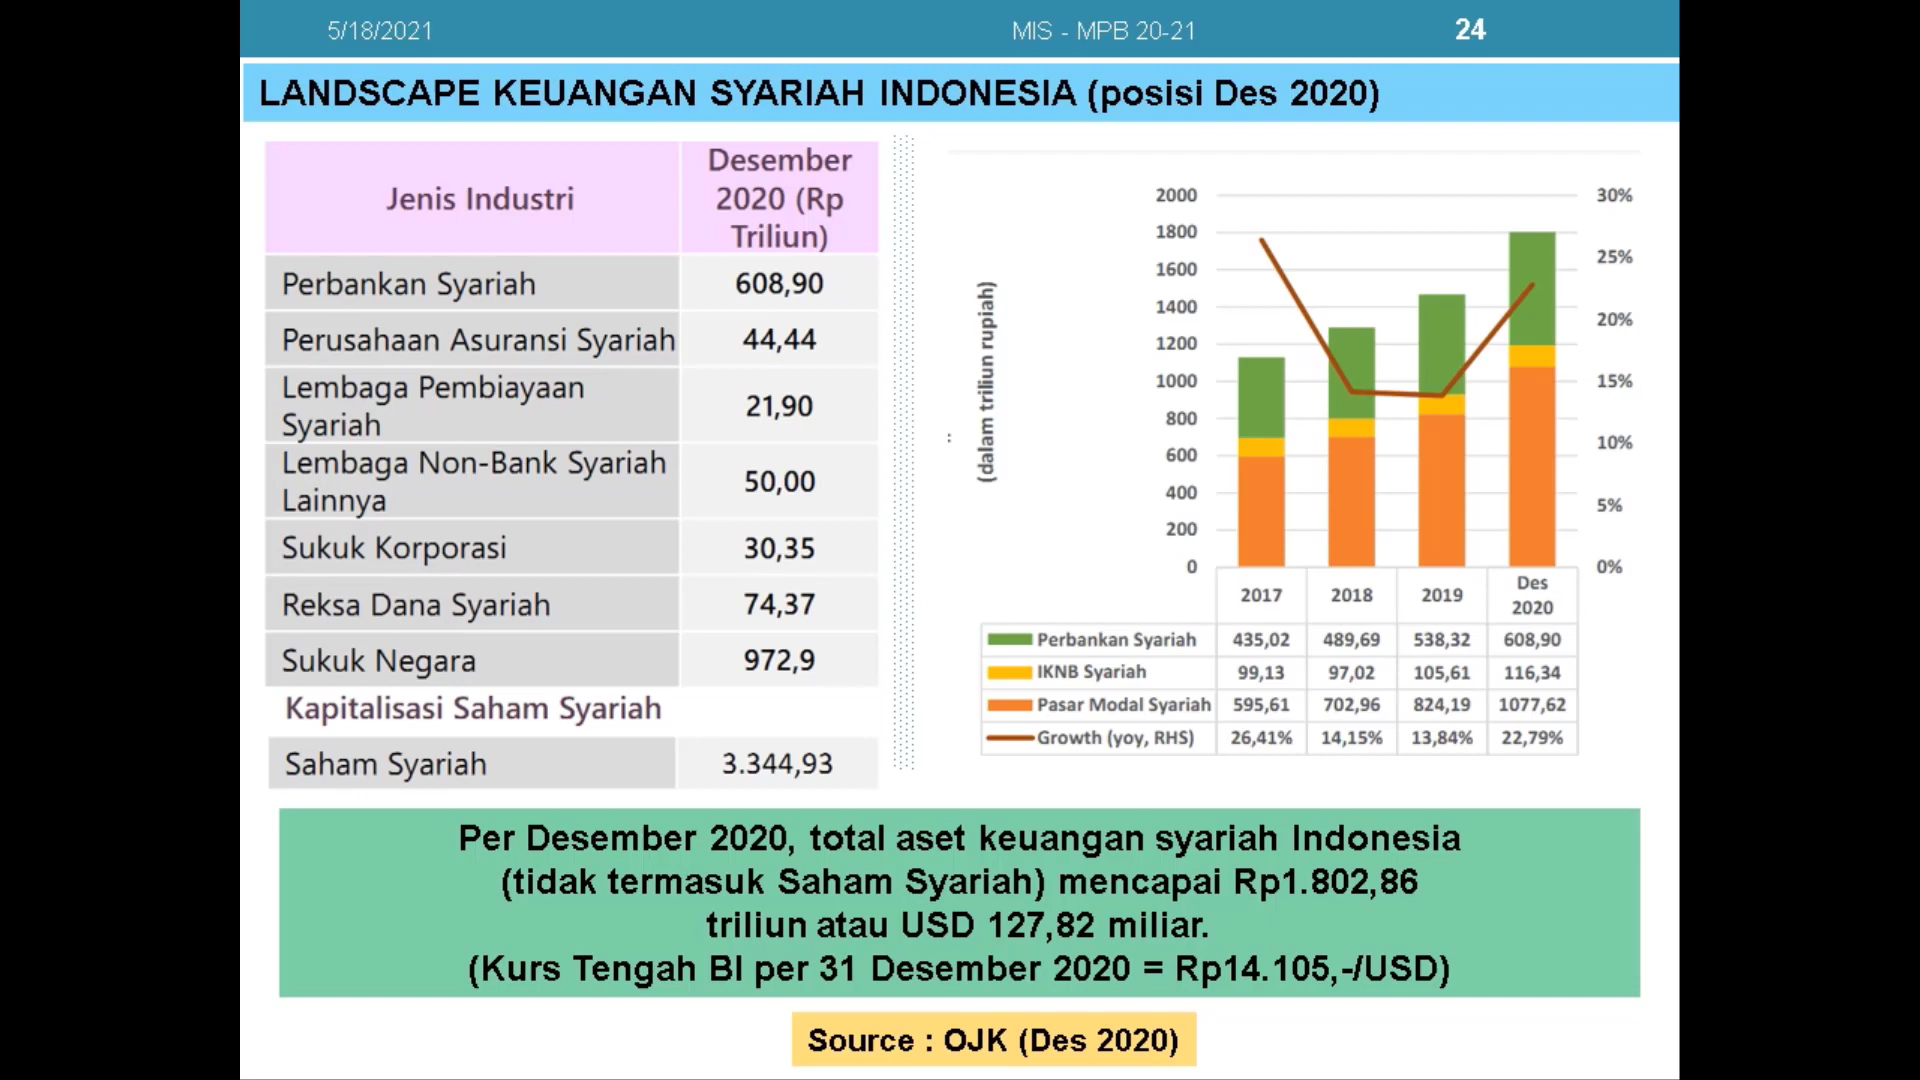 5/18/2021 MIS - MPB 20-21 24
LANDSCAPE KEUANGAN SYARIAH INDONESIA (posisi Des 2020)
Jenis Industri
Desember
2020 (Rp
Triliun)
Perbankan Syariah 608,90
Perusahaan Asuransi Syariah 44,44
Lembaga Pembiayaan
Syariah
21,90
Lembaga Non-Bank Syariah
Lainnya
50,00
Sukuk Korporasi 30,35
Reksa Dana Syariah 74,37
Sukuk Negara 972,9
Kapitalisasi Saham Syariah
Saham Syariah 3.344,93
(dalam triliun rupiah)
2000
1800
1600
1400
1200
1000
800
600
400
200
0
30%
25%
20%
15%
10%
5%
0%
2017 2018 2019 Des
2020
Perbankan Syariah 435,02 489,69 538,32 608,90
IKNB Syariah 99,13 97,02 105,61 116,34
Pasar Modal Syariah 595,61 702,96 824,19 1077,62
Growth (yoy, RHS) 26,41% 14,15% 13,84% 22,79%
Per Desember 2020, total aset keuangan syariah Indonesia
(tidak termasuk Saham Syariah) mencapai Rp1.802,86
triliun atau USD 127,82 miliar.
(Kurs Tengah BI per 31 Desember 2020 = Rp14.105,-/USD)
Source : OJK (Des 2020)